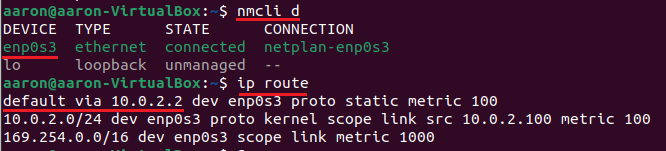 aaron@aaron-VirtualBox:~$ nmcli d
DEVICE  TYPE      STATE      CONNECTION
enp0s3  ethernet  connected  netplan-enp0s3
lo      loopback  unmanaged  --
aaron@aaron-VirtualBox:~$ ip route
default via 10.0.2.2 dev enp0s3 proto static metric 100
10.0.2.0/24 dev enp0s3 proto kernel scope link src 10.0.2.100 metric 100
169.254.0.0/16 dev enp0s3 scope link metric 1000